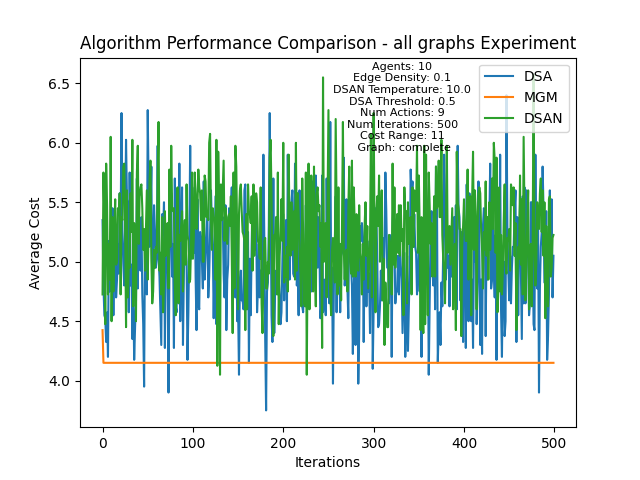 Algorithm Performance Comparison - all graphs Experiment
Agents: 10
Edge Density: 0.1
DSAN Temperature: 10.0
DSA Threshold: 0.5
Num Actions: 9
Num Iterations: 500
Cost Range: 11
Graph: complete
DSA
MGM
DSAN
Average Cost
6.5
6.0
5.5
5.0
4.5
4.0
0
100
200
300
400
500
Iterations